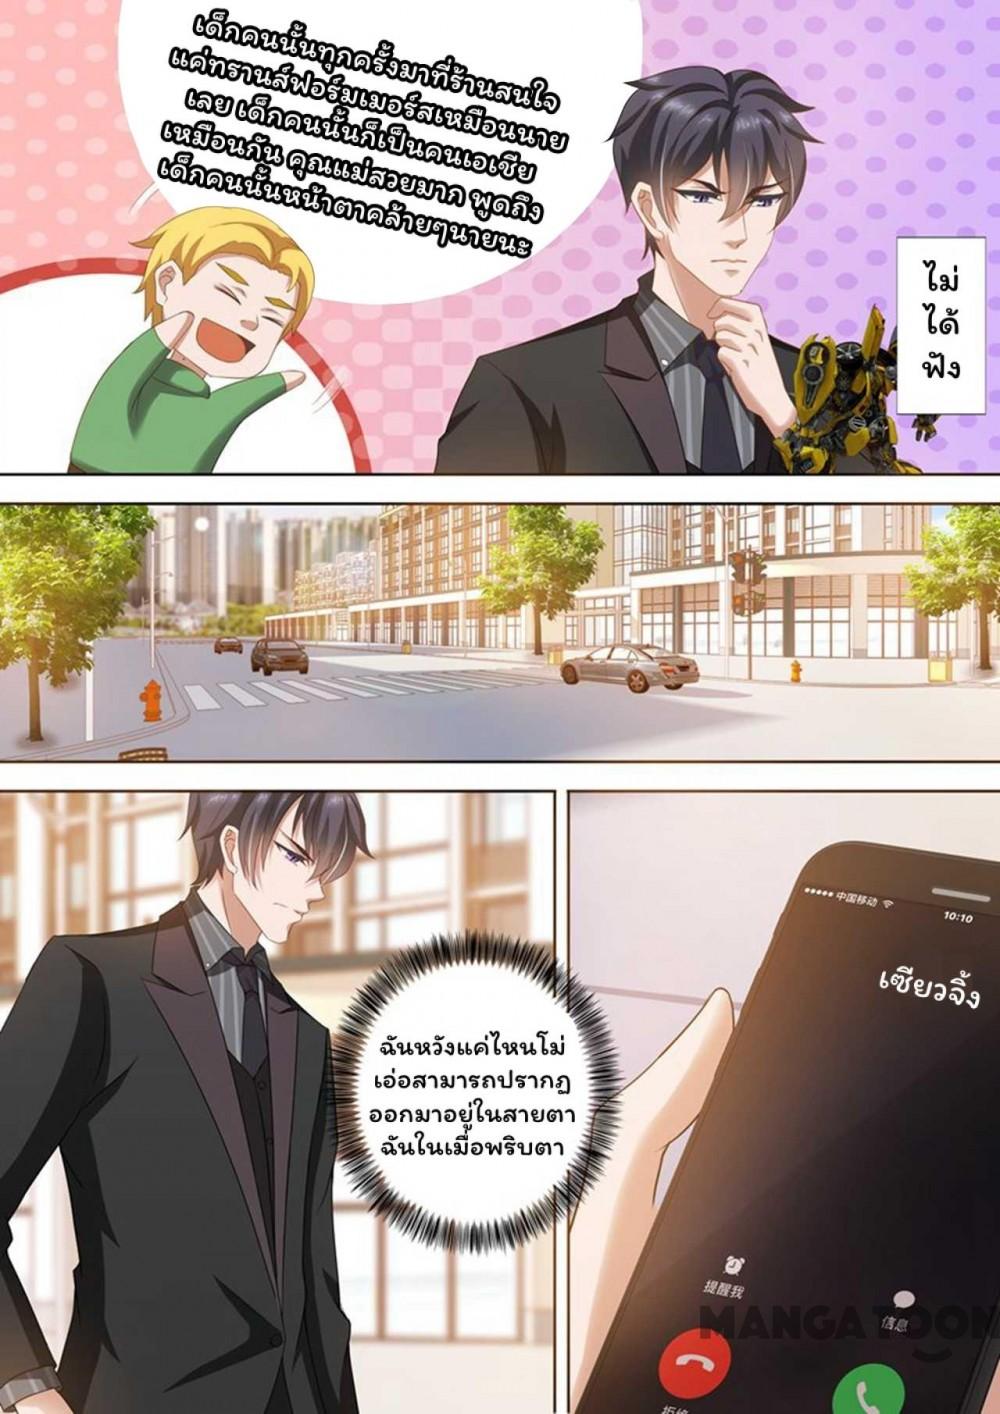 เด็กคนนั้นทุกครั้งมาที่ร้านสนใจ
แค่ทรานส์ฟอร์มเมอร์สเหมือนนาย
เลย เด็กคนนั้นก็เป็นคนเอเชีย
เหมือนกัน คุณแม่สวยมาก พูดถึง
เด็กคนนั้นหน้าตาคล้ายๆนายนะ
ไม่
ได้
ฟัง
ฉันหวังแค่ไหนโม่
เอ่อสามารถปรากฏ
ออกมาอยู่ในสายตา
ฉันในเมื่อพริบตา
中国移动
10:10
เซียวจิ้ง
提醒我
信息
MANGATOON
拒绝